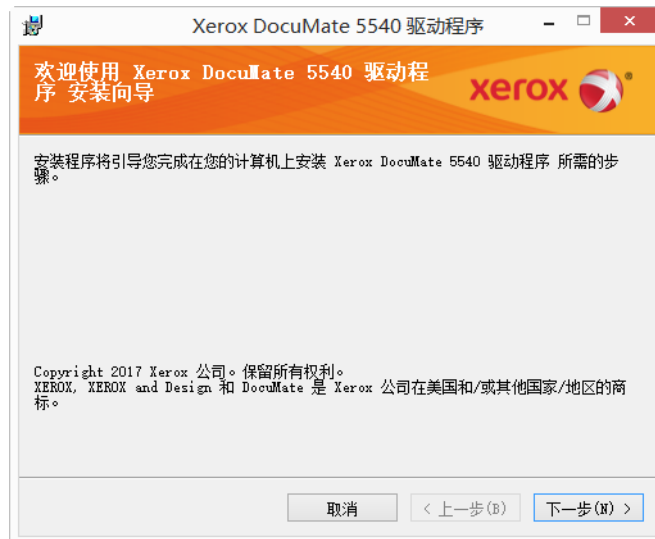 Xerox DocuMate 5540 驱动程序
欢迎使用 Xerox DocuMate 5540 驱动程
序 安装向导
xerox
安装程序将引导您完成在您的计算机上安装 Xerox DocuMate 5540 驱动程序 所需的步
骤。
Copyright 2017 Xerox 公司。保留所有权利。
XEROX, XEROX and Design 和 DocuMate 是 Xerox 公司在美国和/或其他国家/地区的商
标。
取消
< 上一步(B)
下一步(N) >